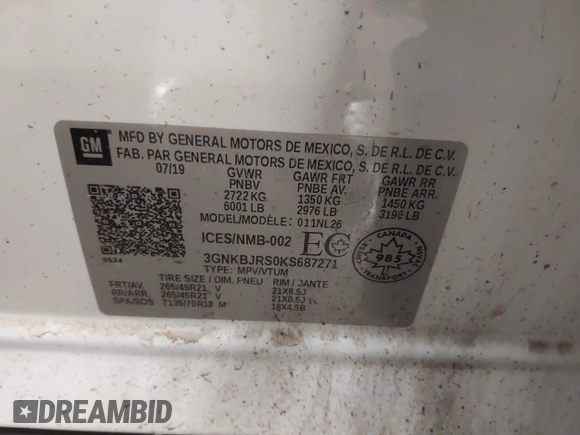 GM
MFD BY GENERAL MOTORS DE MEXICO, S. DE R.L. DE C.V.
FAB. PAR GENERAL MOTORS DE MEXICO, S. DE R.L. DE C.V.
07/19 GVWR GAWR FRT GAWR RR
PNBV PNBE AV. PNBE ARR.
2722 KG 1350 KG 1450 KG
6001 LB 2976 LB 3196 LB
MODEL/MODÈLE: 011NL26
ICES/NMB-002 EC
3GNKBJRS0KS687271
TYPE: MPV/VTUM
CANADA
985
TRANSPORT
TIRE SIZE / DIM. PNEU RIM / JANTE
FRT/AV. 265/45R21 V 21X8.5J
RR/ARR. 265/45R21 V 21X8.5J
SPA/SOS T135/70R18 M 18X4.5B
DREAMBID